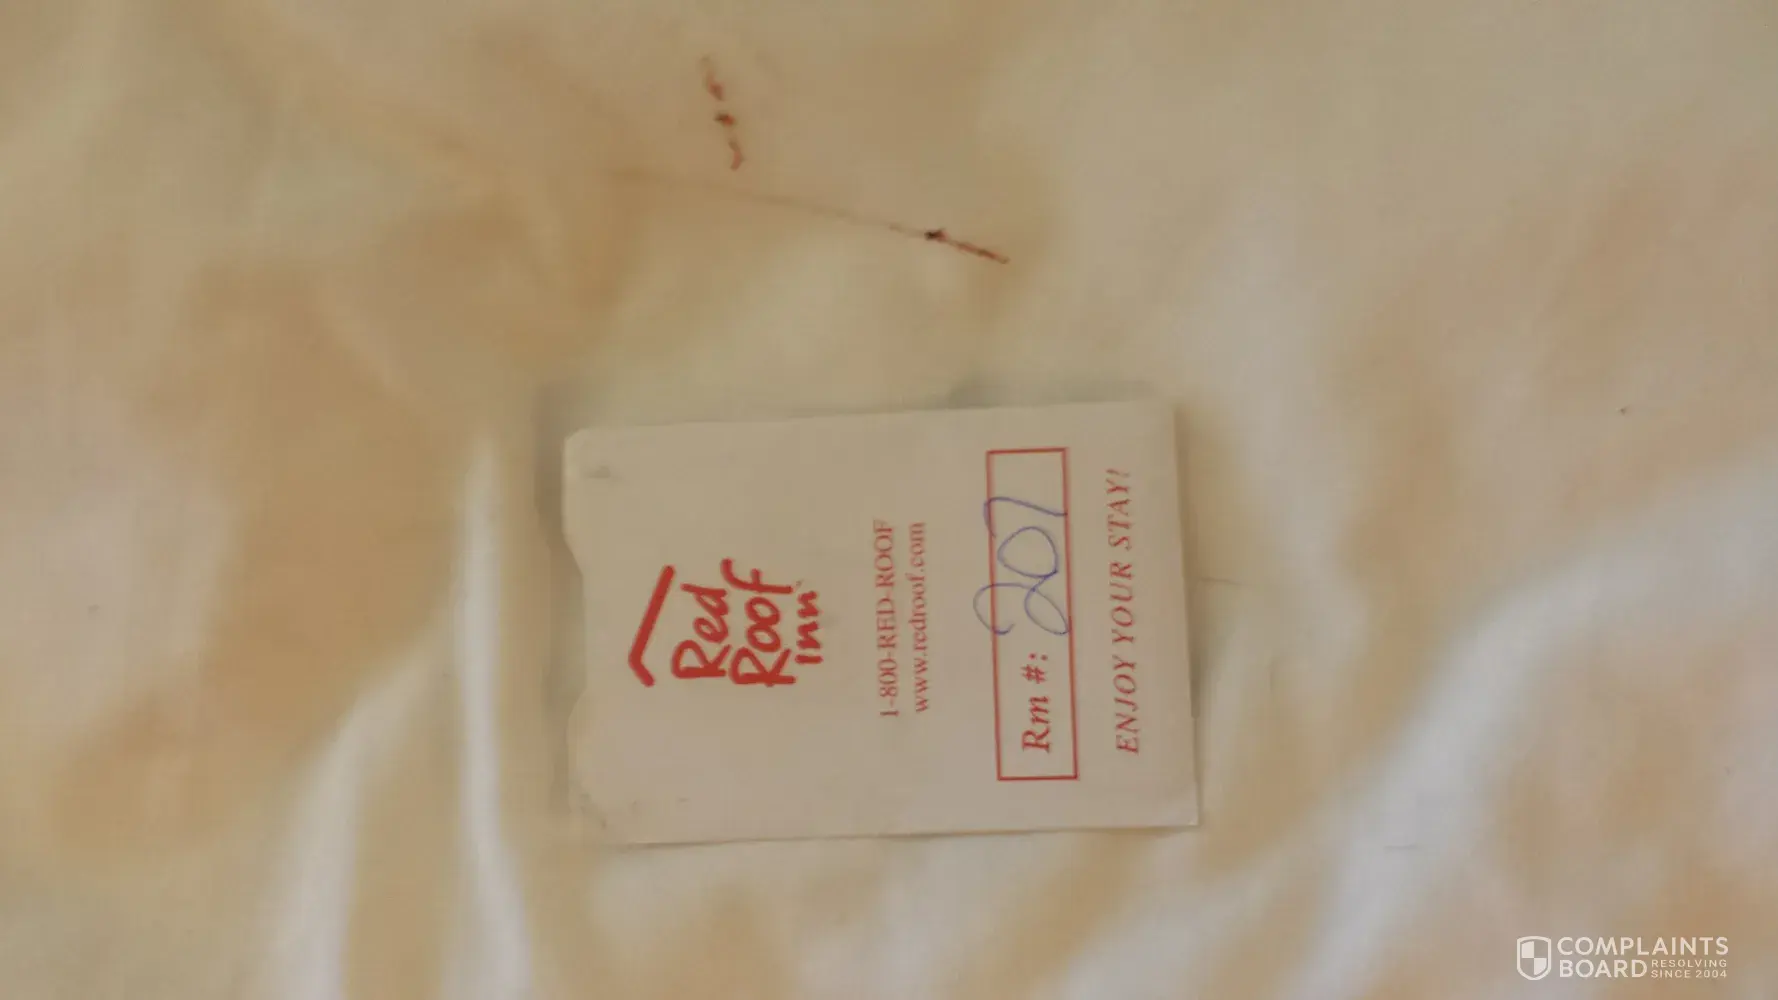 Red
Roof
Inn
1-800-RED-ROOF
www.redroof.com
Rm #: 207
ENJOY YOUR STAY!
COMPLAINTS
BOARD RESOLVING
SINCE 2004